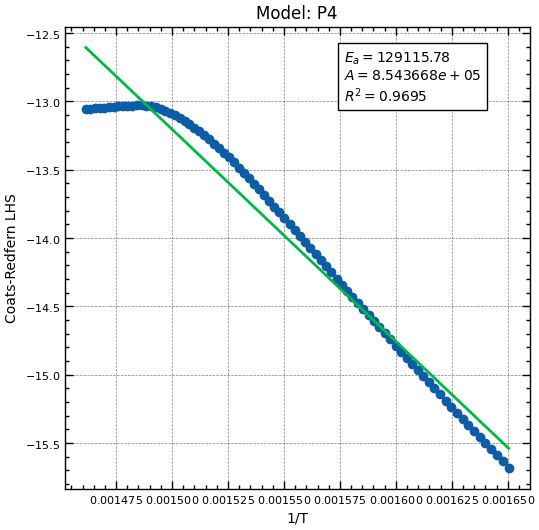 Model: P4
−12.5
−13.0
−13.5
−14.0
−14.5
−15.0
−15.5
Coats-Redfern LHS
E_a = 129115.78
A = 8.543668e + 05
R² = 0.9695
0.001475 0.001500 0.001525 0.001550 0.001575 0.001600 0.001625 0.001650
1/T